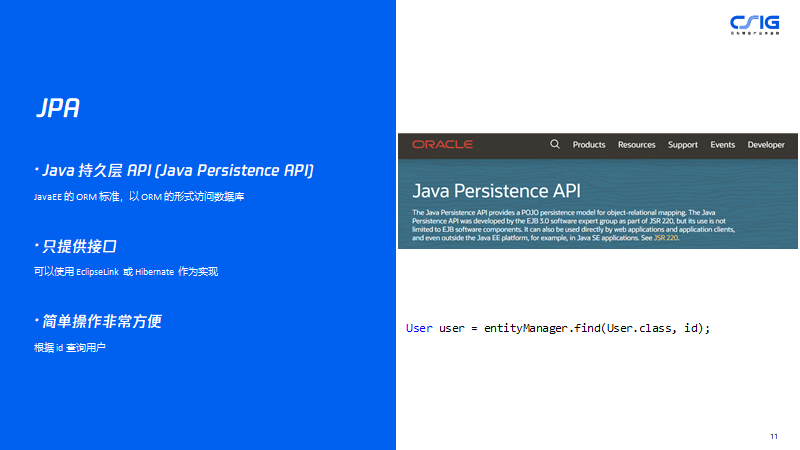 CSIG
JPA
· Java 持久层 API (Java Persistence API)
JavaEE 的 ORM 标准，以 ORM 的形式访问数据库
· 只提供接口
可以使用 EclipseLink 或 Hibernate 作为实现
· 简单操作非常方便
根据 id 查询用户
ORACLE Products Resources Support Events Developer
Java Persistence API
The Java Persistence API provides a POJO persistence model for object-relational mapping. The Java
Persistence API was developed by the EJB 3.0 software expert group as part of JSR 220, but its use is not
limited to EJB software components. It can also be used directly by web applications and application clients,
and even outside the Java EE platform, for example, in Java SE applications. See JSR 220.
User user = entityManager.find(User.class, id);
11